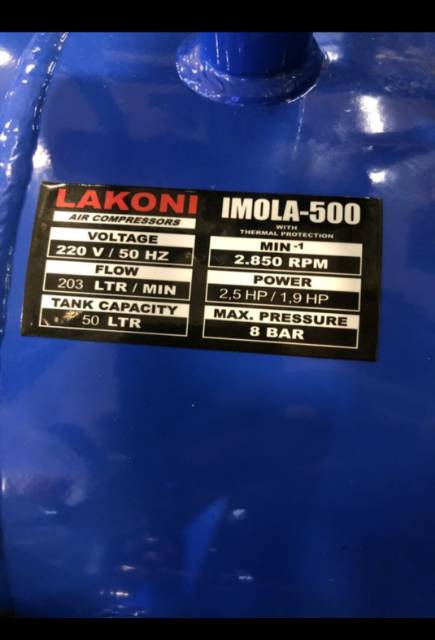 LAKONI
AIR COMPRESSORS
VOLTAGE
220 V / 50 HZ
FLOW
203 LTR / MIN
TANK CAPACITY
50 LTR
IMOLA-500
WITH
THERMAL PROTECTION
MIN -1
2.850 RPM
POWER
2,5 HP / 1,9 HP
MAX. PRESSURE
8 BAR